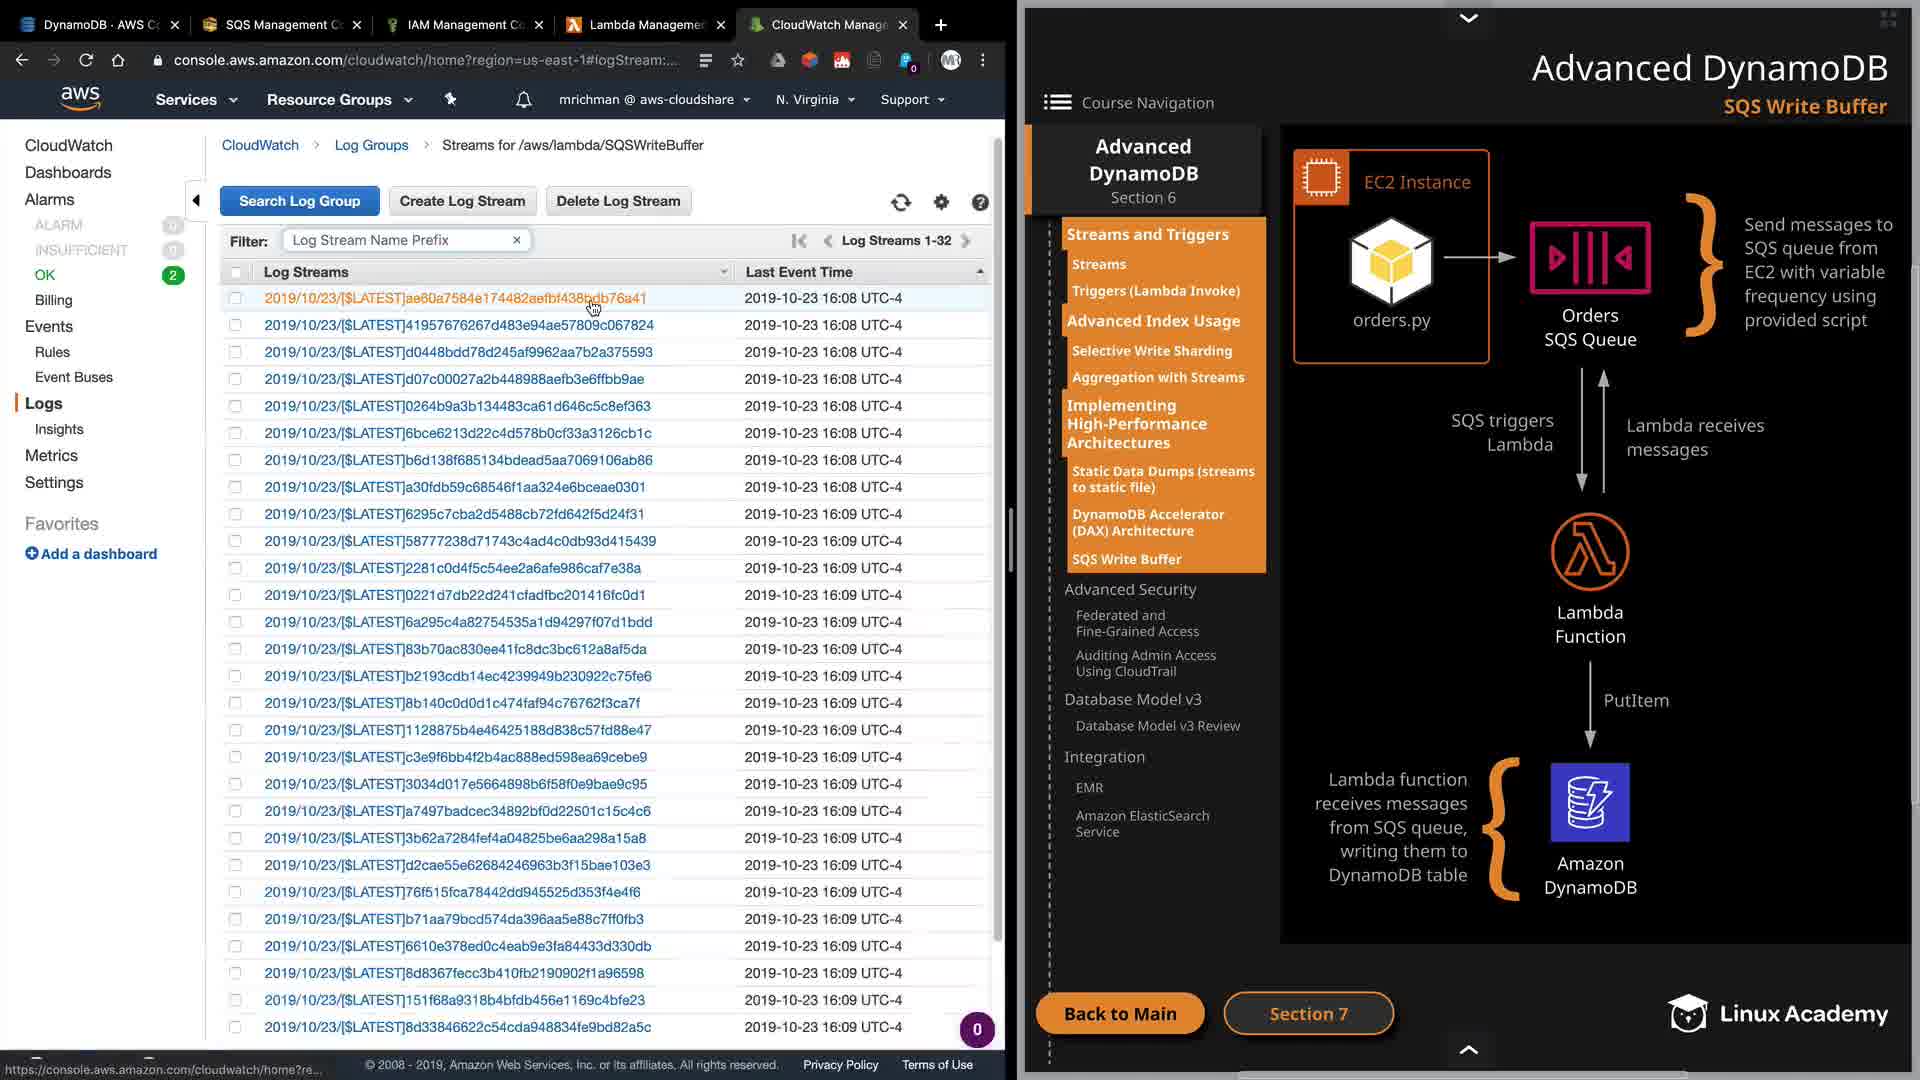 DynamoDB · AWS Co
SQS Management Co
IAM Management Co
Lambda Management
CloudWatch Manage
console.aws.amazon.com/cloudwatch/home?region=us-east-1#logStream:...
0
aws
Services
Resource Groups
mrichman @ aws-cloudshare
N. Virginia
Support
CloudWatch
Dashboards
Alarms
ALARM
0
INSUFFICIENT
0
OK
2
Billing
Events
Rules
Event Buses
Logs
Insights
Metrics
Settings
Favorites
Add a dashboard
CloudWatch
Log Groups
Streams for /aws/lambda/SQSWriteBuffer
Search Log Group
Create Log Stream
Delete Log Stream
Filter:
Log Stream Name Prefix
Log Streams 1-32
Log Streams
Last Event Time
2019/10/23/[$LATEST]ae60a7584e174482aefbf438bdb76a41 2019-10-23 16:08 UTC-4
2019/10/23/[$LATEST]41957676267d483e94ae57809c067824 2019-10-23 16:08 UTC-4
2019/10/23/[$LATEST]d0448bdd78d245af9962aa7b2a375593 2019-10-23 16:08 UTC-4
2019/10/23/[$LATEST]d07c00027a2b448988aefb3e6ffbb9ae 2019-10-23 16:08 UTC-4
2019/10/23/[$LATEST]0264b9a3b134483ca61d646c5c8ef363 2019-10-23 16:08 UTC-4
2019/10/23/[$LATEST]6bce6213d22c4d578b0cf33a3126cb1c 2019-10-23 16:08 UTC-4
2019/10/23/[$LATEST]b6d138f685134bdead5aa7069106ab86 2019-10-23 16:08 UTC-4
2019/10/23/[$LATEST]a30fdb59c68546f1aa324e6bceae0301 2019-10-23 16:08 UTC-4
2019/10/23/[$LATEST]6295c7cba2d5488cb72fd642f5d24f31 2019-10-23 16:09 UTC-4
2019/10/23/[$LATEST]58777238d71743c4ad4c0db93d415439 2019-10-23 16:09 UTC-4
2019/10/23/[$LATEST]2281c0d4f5c54ee2a6afe986caf7e38a 2019-10-23 16:09 UTC-4
2019/10/23/[$LATEST]0221d7db22d241cfadfbc201416fc0d1 2019-10-23 16:09 UTC-4
2019/10/23/[$LATEST]6a295c4a82754535a1d94297f07d1bdd 2019-10-23 16:09 UTC-4
2019/10/23/[$LATEST]83b70ac830ee41fc8dc3bc612a8af5da 2019-10-23 16:09 UTC-4
2019/10/23/[$LATEST]b2193cdb14ec4239949b230922c75fe6 2019-10-23 16:09 UTC-4
2019/10/23/[$LATEST]8b140c0d0d1c474faf94c76762f3ca7f 2019-10-23 16:09 UTC-4
2019/10/23/[$LATEST]1128875b4e46425188d838c57fd88e47 2019-10-23 16:09 UTC-4
2019/10/23/[$LATEST]c3e9f6bb4f2b4ac888ed598ea69cebe9 2019-10-23 16:09 UTC-4
2019/10/23/[$LATEST]3034d017e5664898b6f58f0e9bae9c95 2019-10-23 16:09 UTC-4
2019/10/23/[$LATEST]a7497badcec34892bf0d22501c15c4c6 2019-10-23 16:09 UTC-4
2019/10/23/[$LATEST]3b62a7284fef4a04825be6aa298a15a8 2019-10-23 16:09 UTC-4
2019/10/23/[$LATEST]d2cae55e62684246963b3f15bae103e3 2019-10-23 16:09 UTC-4
2019/10/23/[$LATEST]76f515fca78442dd945525d353f4e4f6 2019-10-23 16:09 UTC-4
2019/10/23/[$LATEST]b71aa79bcd574da396aa5e88c7ff0fb3 2019-10-23 16:09 UTC-4
2019/10/23/[$LATEST]6610e378ed0c4eab9e3fa84433d330db 2019-10-23 16:09 UTC-4
2019/10/23/[$LATEST]8d8367fecc3b410fb2190902f1a96598 2019-10-23 16:09 UTC-4
2019/10/23/[$LATEST]151f68a9318b4bfdb456e1169c4bfe23 2019-10-23 16:09 UTC-4
2019/10/23/[$LATEST]8d33846622c54cda948834fe9bd82a5c 2019-10-23 16:09 UTC-4
0
https://console.aws.amazon.com/cloudwatch/home?re...
© 2008 - 2019, Amazon Web Services, Inc. or its affiliates. All rights reserved.
Privacy Policy
Terms of Use
Advanced DynamoDB
SQS Write Buffer
Course Navigation
Advanced
DynamoDB
Section 6
Streams and Triggers
Streams
Triggers (Lambda Invoke)
Advanced Index Usage
Selective Write Sharding
Aggregation with Streams
Implementing
High-Performance
Architectures
Static Data Dumps (streams
to static file)
DynamoDB Accelerator
(DAX) Architecture
SQS Write Buffer
Advanced Security
Federated and
Fine-Grained Access
Auditing Admin Access
Using CloudTrail
Database Model v3
Database Model v3 Review
Integration
EMR
Amazon ElasticSearch
Service
EC2 Instance
orders.py
Orders
SQS Queue
Send messages to
SQS queue from
EC2 with variable
frequency using
provided script
SQS triggers
Lambda
Lambda receives
messages
Lambda
Function
PutItem
Lambda function
receives messages
from SQS queue,
writing them to
DynamoDB table
Amazon
DynamoDB
Back to Main
Section 7
Linux Academy